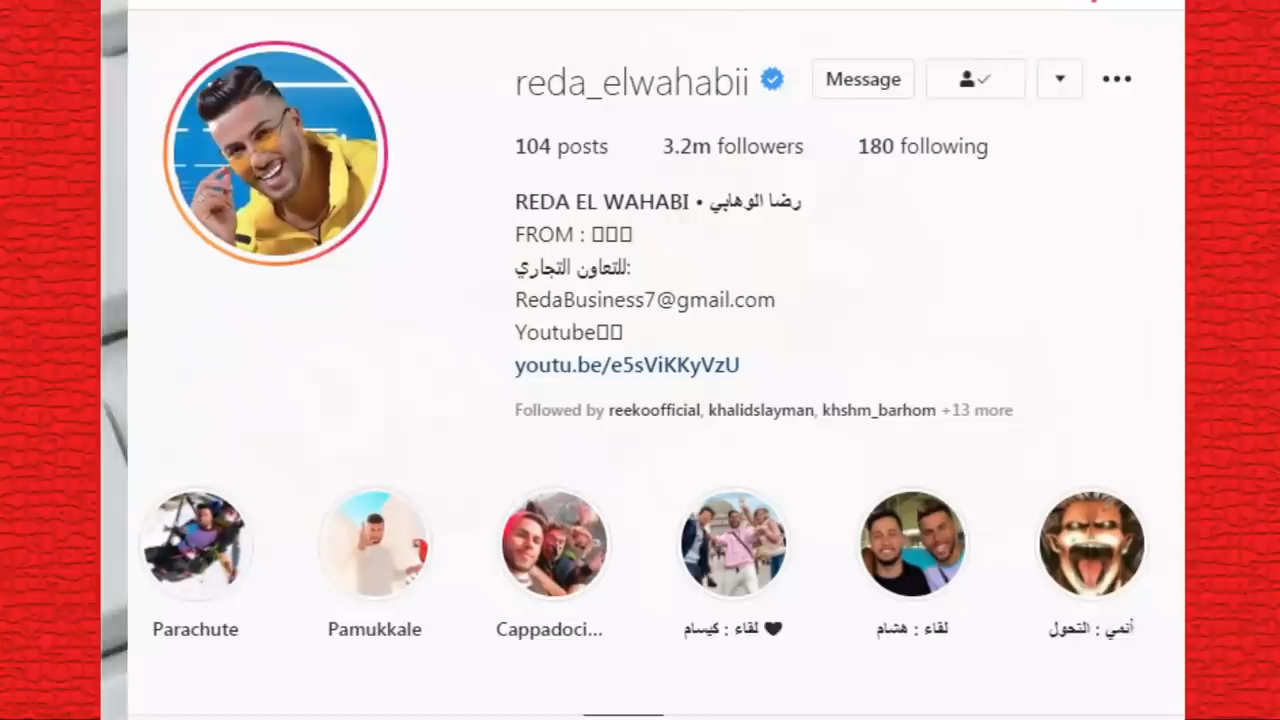 reda_elwahabii Message
104 posts 3.2m followers 180 following
REDA EL WAHABI • رضا الوهابي
FROM :
للتعاون التجاري:
RedaBusiness7@gmail.com
Youtube
youtu.be/e5sViKKyVzU
Followed by reekoofficial, khalidslayman, khshm_barhom +13 more
Parachute Pamukkale Cappadoci... لقاء : كيسام 🖤 لقاء : هشام أنمي : التحول